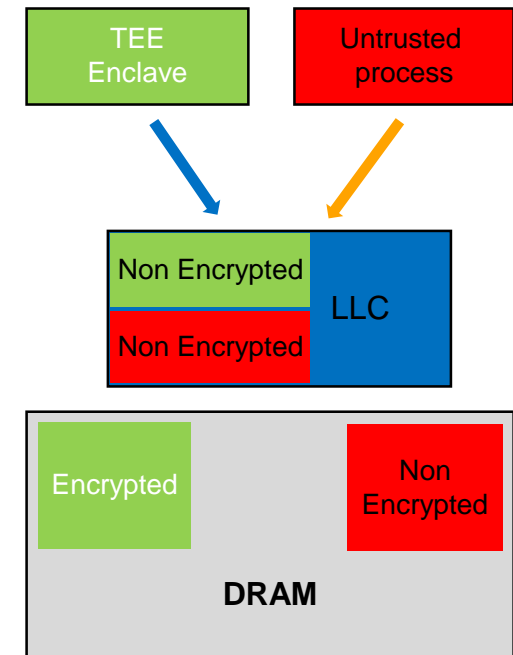 TEE
Enclave
Untrusted
process
Non Encrypted
LLC
Non Encrypted
Encrypted
Non
Encrypted
DRAM